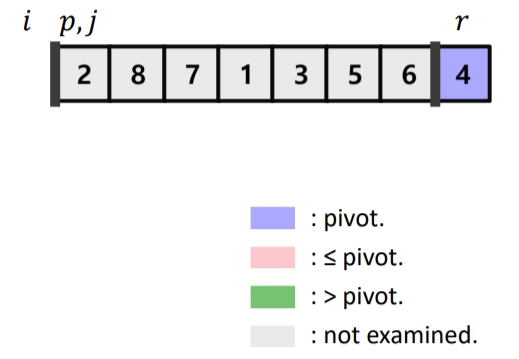 i p,j r
2 8 7 1 3 5 6 4
: pivot.
: ≤ pivot.
: > pivot.
: not examined.